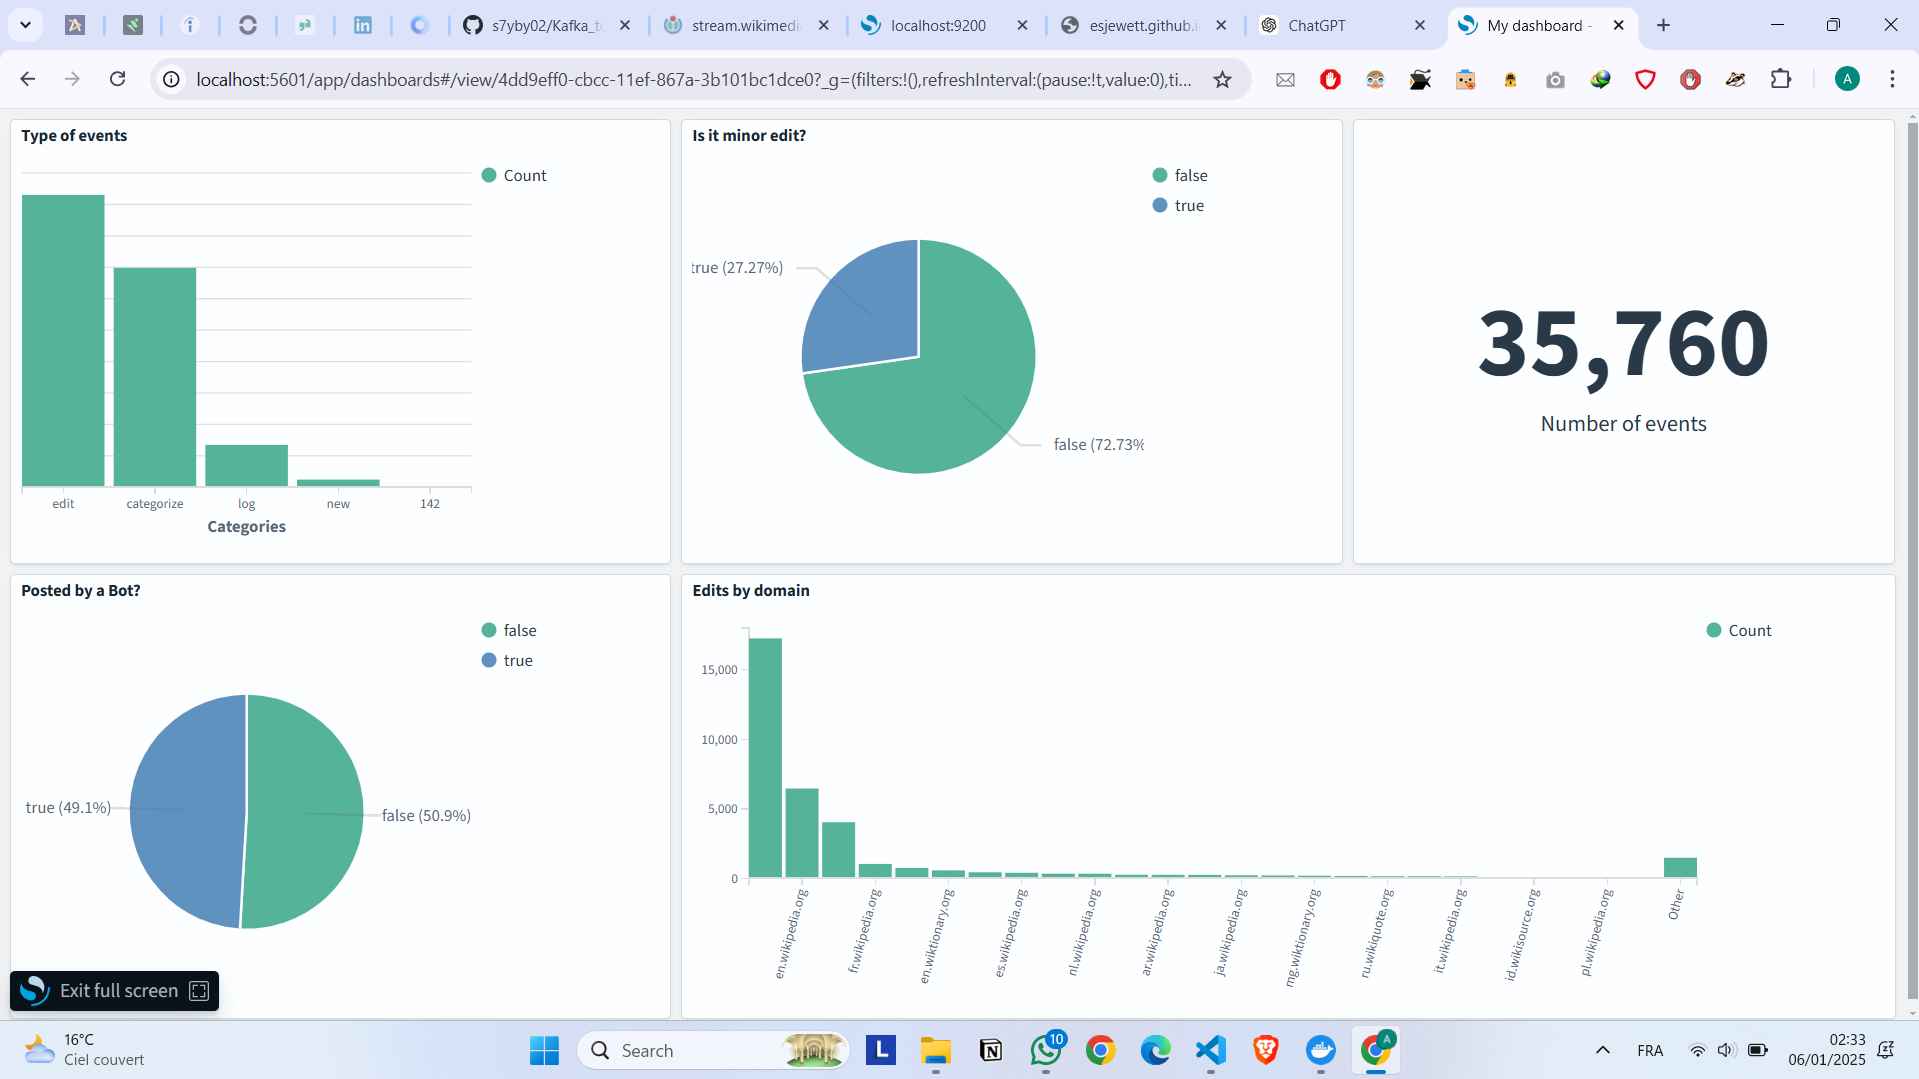 s7yby02/Kafka_to
stream.wikimedi
localhost:9200
esjewett.github.i
ChatGPT
My dashboard -
localhost:5601/app/dashboards#/view/4dd9eff0-cbcc-11ef-867a-3b101bc1dce0?_g=(filters:!(),refreshInterval:(pause:!t,value:0),ti...
A
Type of events
Count
edit
categorize
log
new
142
Categories
Is it minor edit?
false
true
true (27.27%)
false (72.73%
35,760
Number of events
Posted by a Bot?
false
true
true (49.1%)
false (50.9%)
Edits by domain
Count
15,000
10,000
5,000
0
en.wikipedia.org
fr.wikipedia.org
en.wiktionary.org
es.wikipedia.org
nl.wikipedia.org
ar.wikipedia.org
ja.wikipedia.org
mg.wiktionary.org
ru.wikiquote.org
it.wikipedia.org
id.wikisource.org
pl.wikipedia.org
Other
Exit full screen
16°C
Ciel couvert
Search
L
10
A
FRA
02:33
06/01/2025